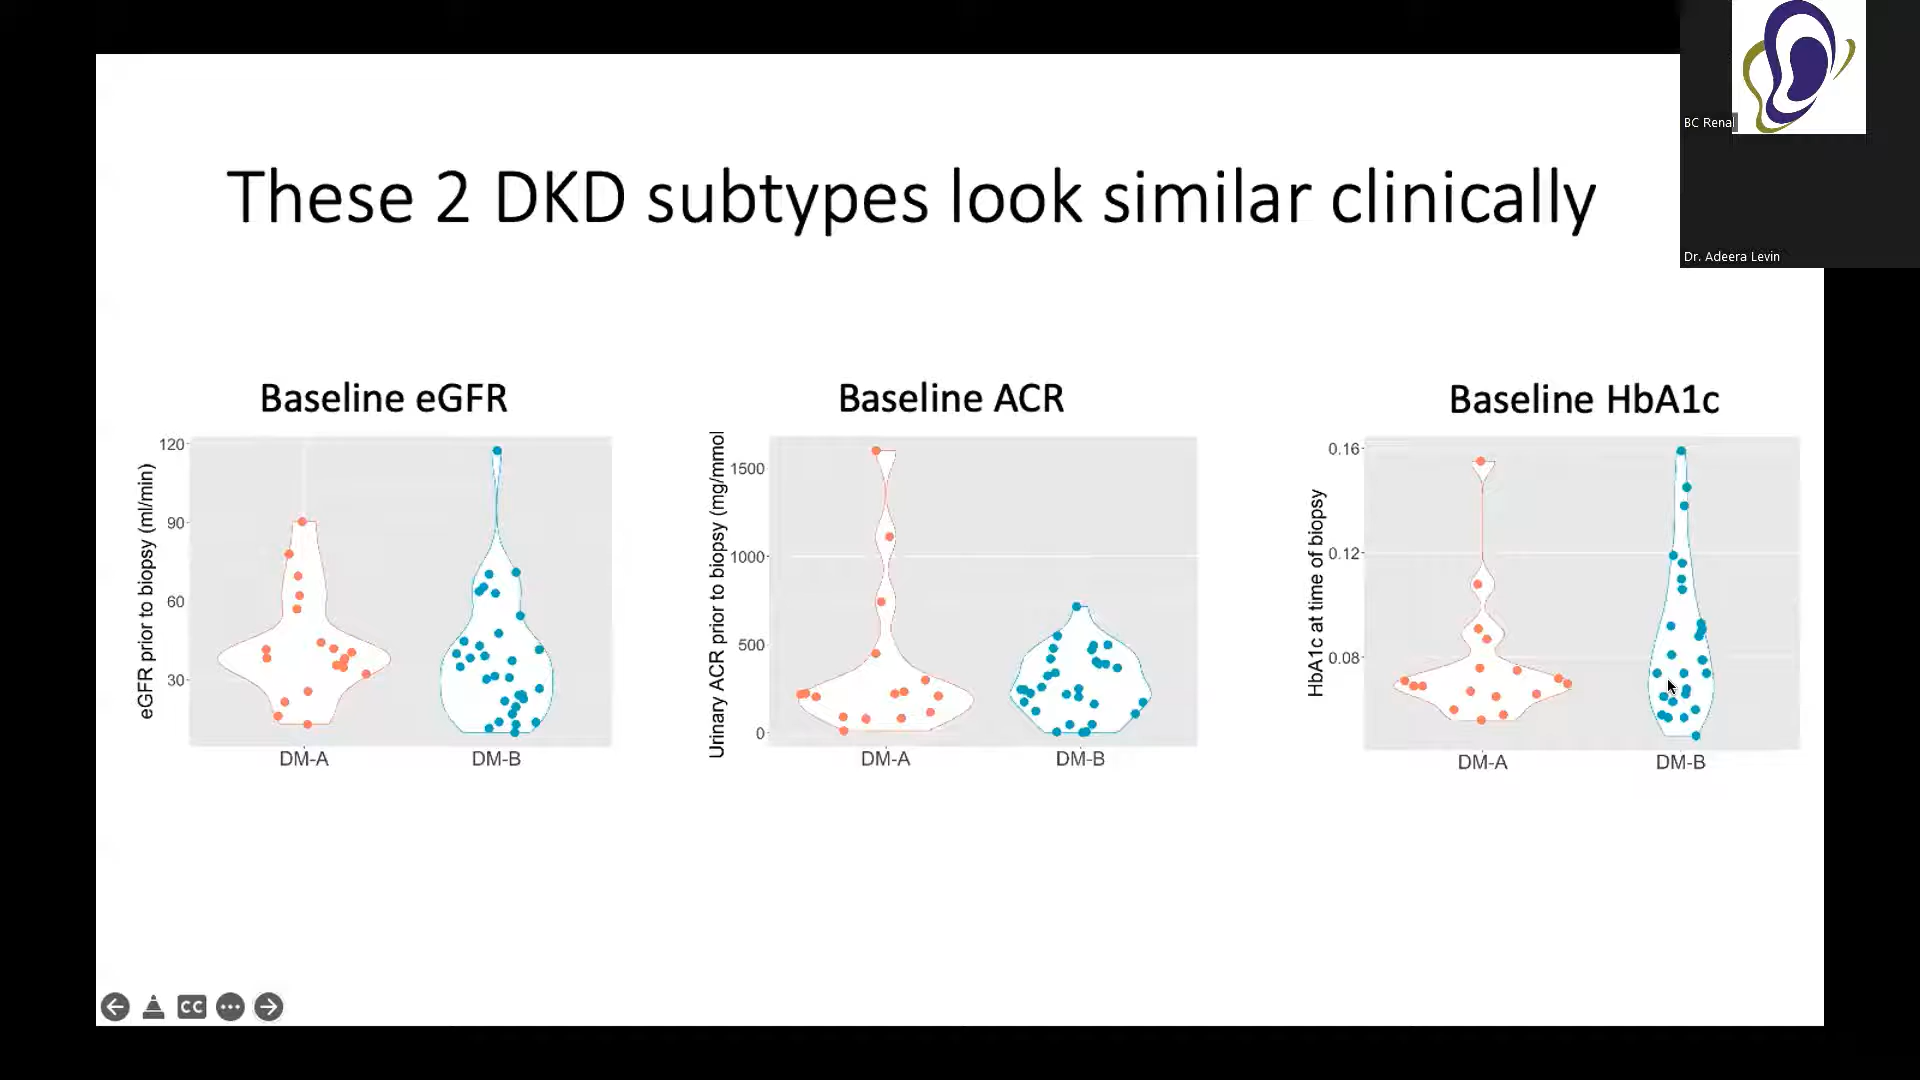 BC Renal
Dr. Adeera Levin
These 2 DKD subtypes look similar clinically
Baseline eGFR
eGFR prior to biopsy (ml/min)
120
90
60
30
DM-A
DM-B
Baseline ACR
Urinary ACR prior to biopsy (mg/mmol
1500
1000
500
0
DM-A
DM-B
Baseline HbA1c
HbA1c at time of biopsy
0.16
0.12
0.08
DM-A
DM-B
CC